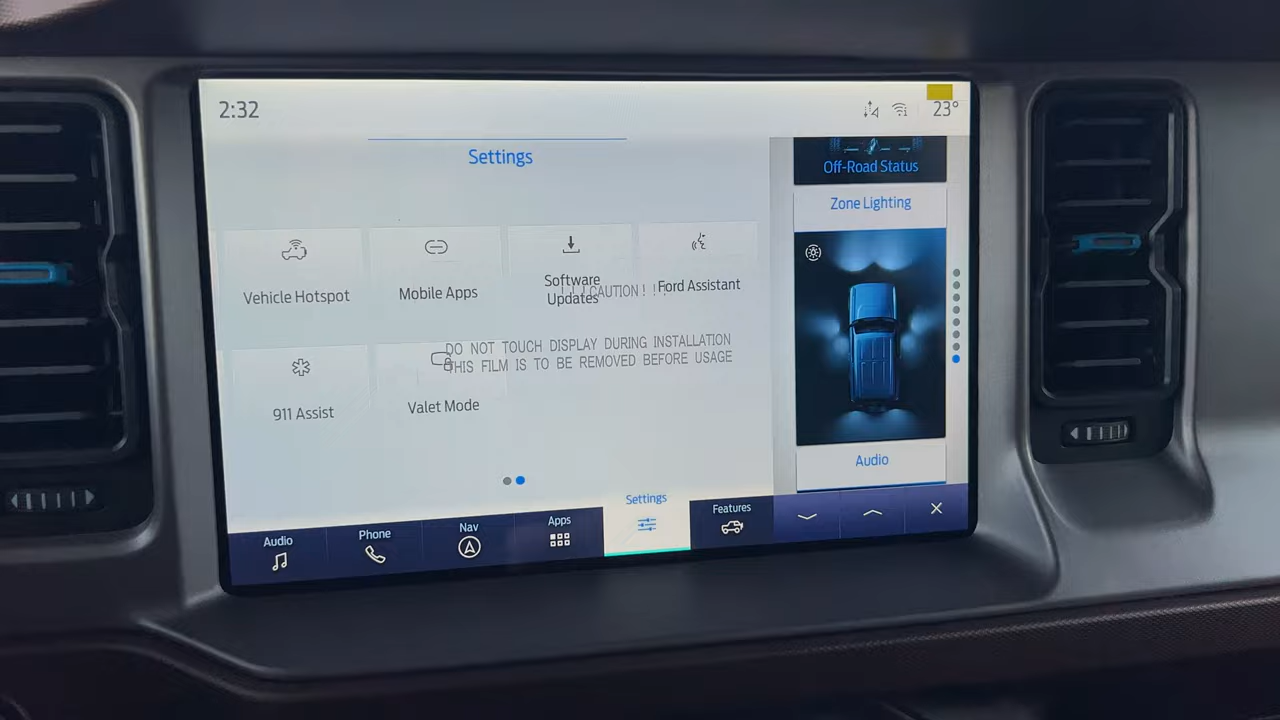 2:32
23°
Settings
Off-Road Status
Zone Lighting
Vehicle Hotspot
Mobile Apps
Software
Updates
Ford Assistant
! ! ! CAUTION ! ! !
DO NOT TOUCH DISPLAY DURING INSTALLATION
THIS FILM IS TO BE REMOVED BEFORE USAGE
911 Assist
Valet Mode
Audio
Audio
Phone
Nav
Apps
Settings
Features